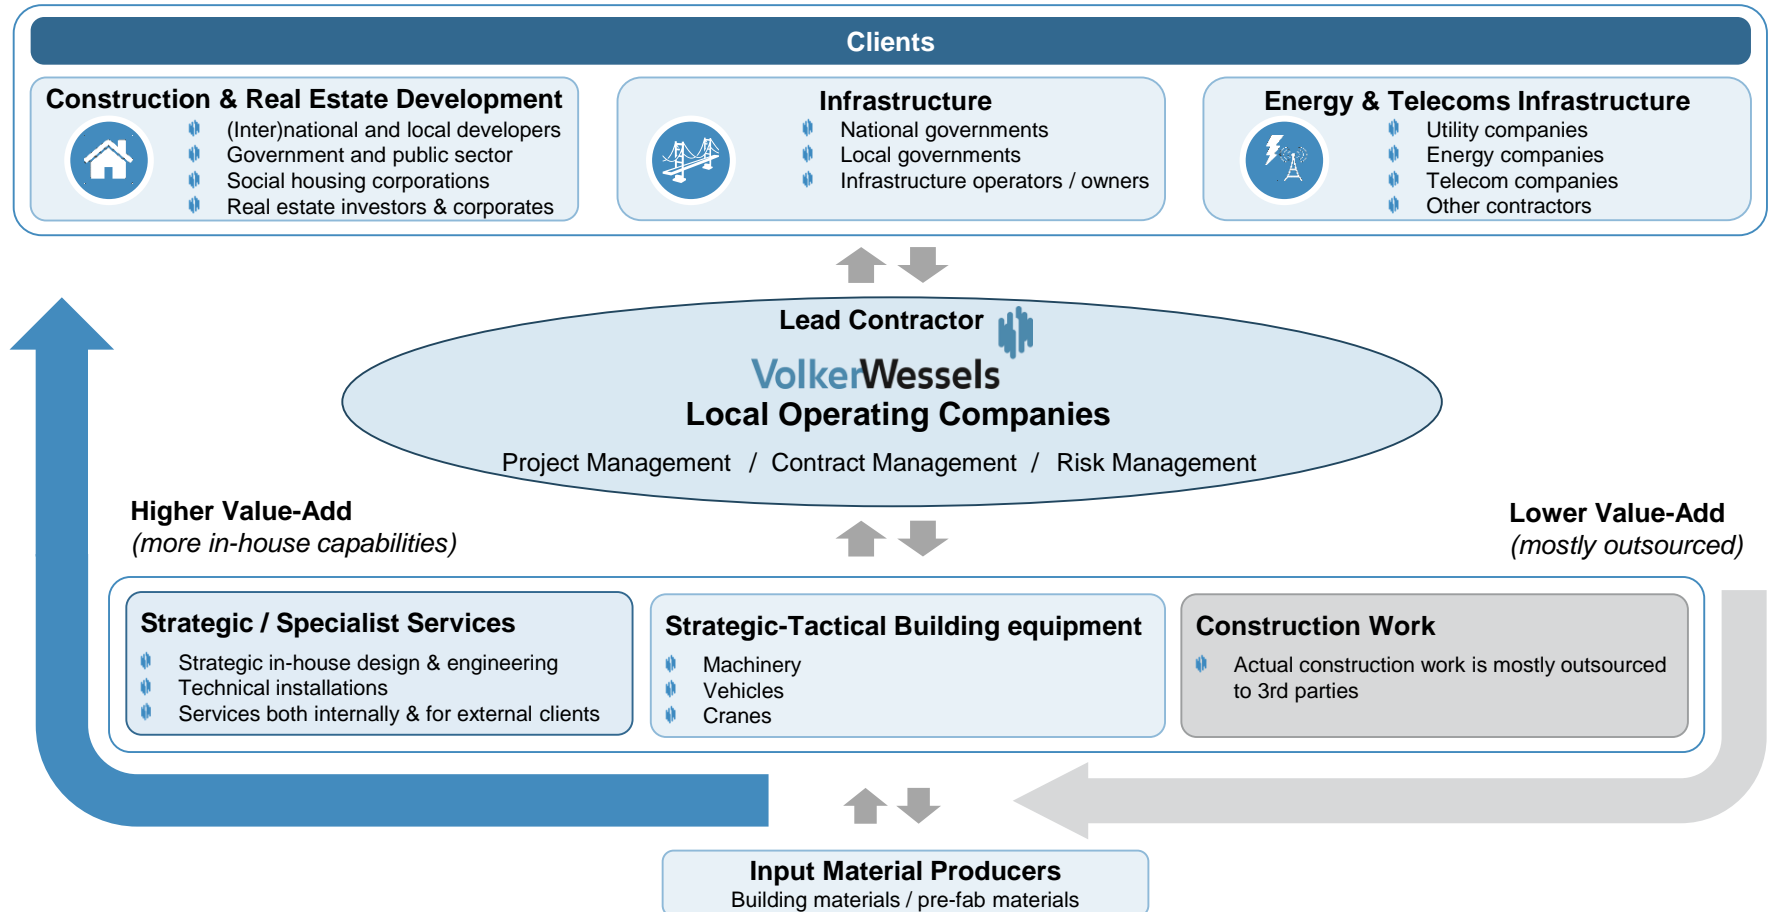 Clients
Construction & Real Estate Development
(Inter)national and local developers
Government and public sector
Social housing corporations
Real estate investors & corporates
Infrastructure
National governments
Local governments
Infrastructure operators / owners
Energy & Telecoms Infrastructure
Utility companies
Energy companies
Telecom companies
Other contractors
Lead Contractor
VolkerWessels
Local Operating Companies
Project Management / Contract Management / Risk Management
Higher Value-Add
(more in-house capabilities)
Lower Value-Add
(mostly outsourced)
Strategic / Specialist Services
Strategic in-house design & engineering
Technical installations
Services both internally & for external clients
Strategic-Tactical Building equipment
Machinery
Vehicles
Cranes
Construction Work
Actual construction work is mostly outsourced
to 3rd parties
Input Material Producers
Building materials / pre-fab materials